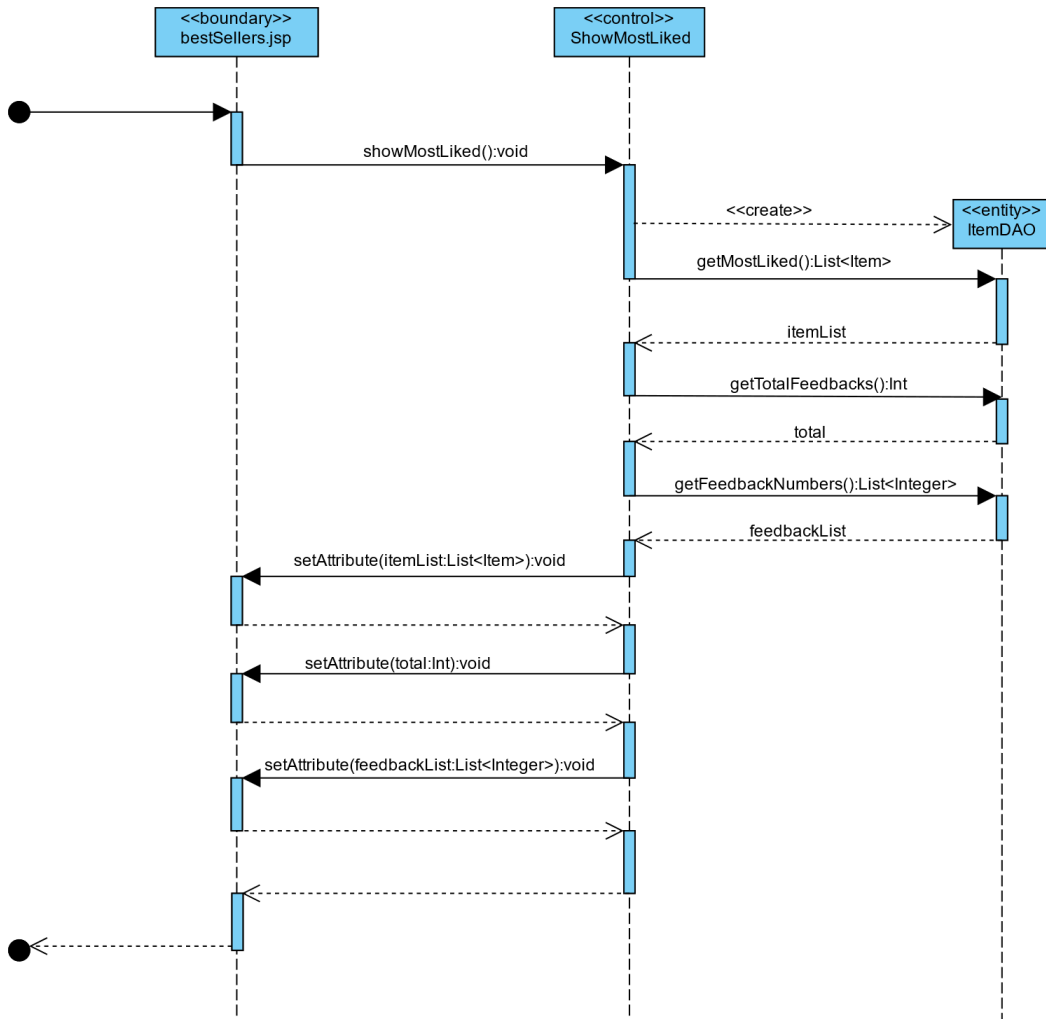 <<boundary>>
bestSellers.jsp
<<control>>
ShowMostLiked
showMostLiked():void
<<create>>
<<entity>>
ItemDAO
getMostLiked():List<Item>
itemList
getTotalFeedbacks():Int
total
getFeedbackNumbers():List<Integer>
feedbackList
setAttribute(itemList:List<Item>):void
setAttribute(total:Int):void
setAttribute(feedbackList:List<Integer>):void